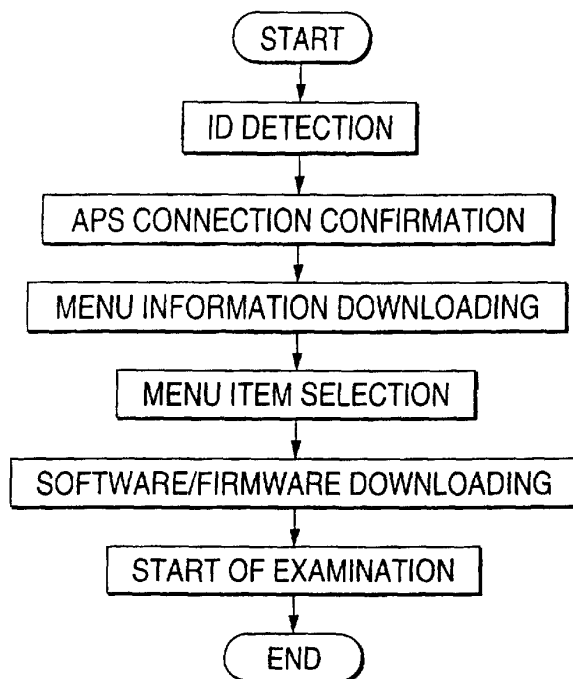 START
ID DETECTION
APS CONNECTION CONFIRMATION
MENU INFORMATION DOWNLOADING
MENU ITEM SELECTION
SOFTWARE/FIRMWARE DOWNLOADING
START OF EXAMINATION
END